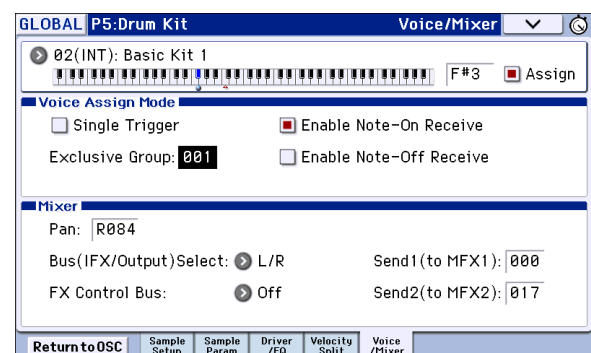 GLOBAL P5:Drum Kit Voice/Mixer
02(INT): Basic Kit 1
F#3 Assign
Voice Assign Mode
Single Trigger Enable Note-On Receive
Exclusive Group: 001 Enable Note-Off Receive
Mixer
Pan: R084
Bus(IFX/Output)Select: L/R Send1(to MFX1): 000
FX Control Bus: Off Send2(to MFX2): 017
Return to OSC Sample Setup Sample Param Driver /EQ Velocity Split Voice /Mixer